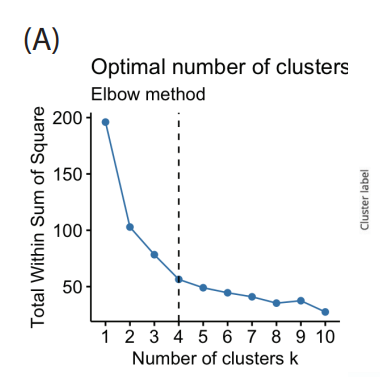 (A)
Optimal number of clusters
Elbow method
Total Within Sum of Square
200
150
100
50
1 2 3 4 5 6 7 8 9 10
Number of clusters k
Cluster label